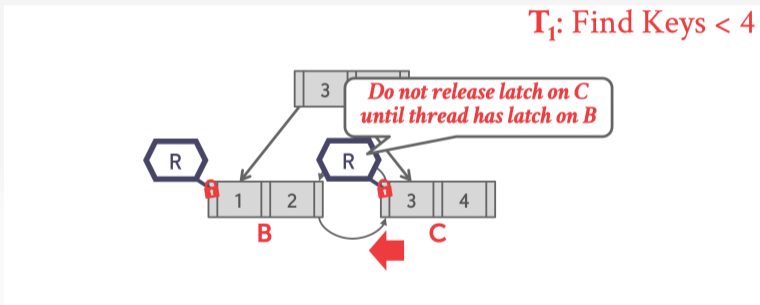 T1: Find Keys < 4
3
Do not release latch on C
until thread has latch on B
R
R
1 2
3 4
B
C